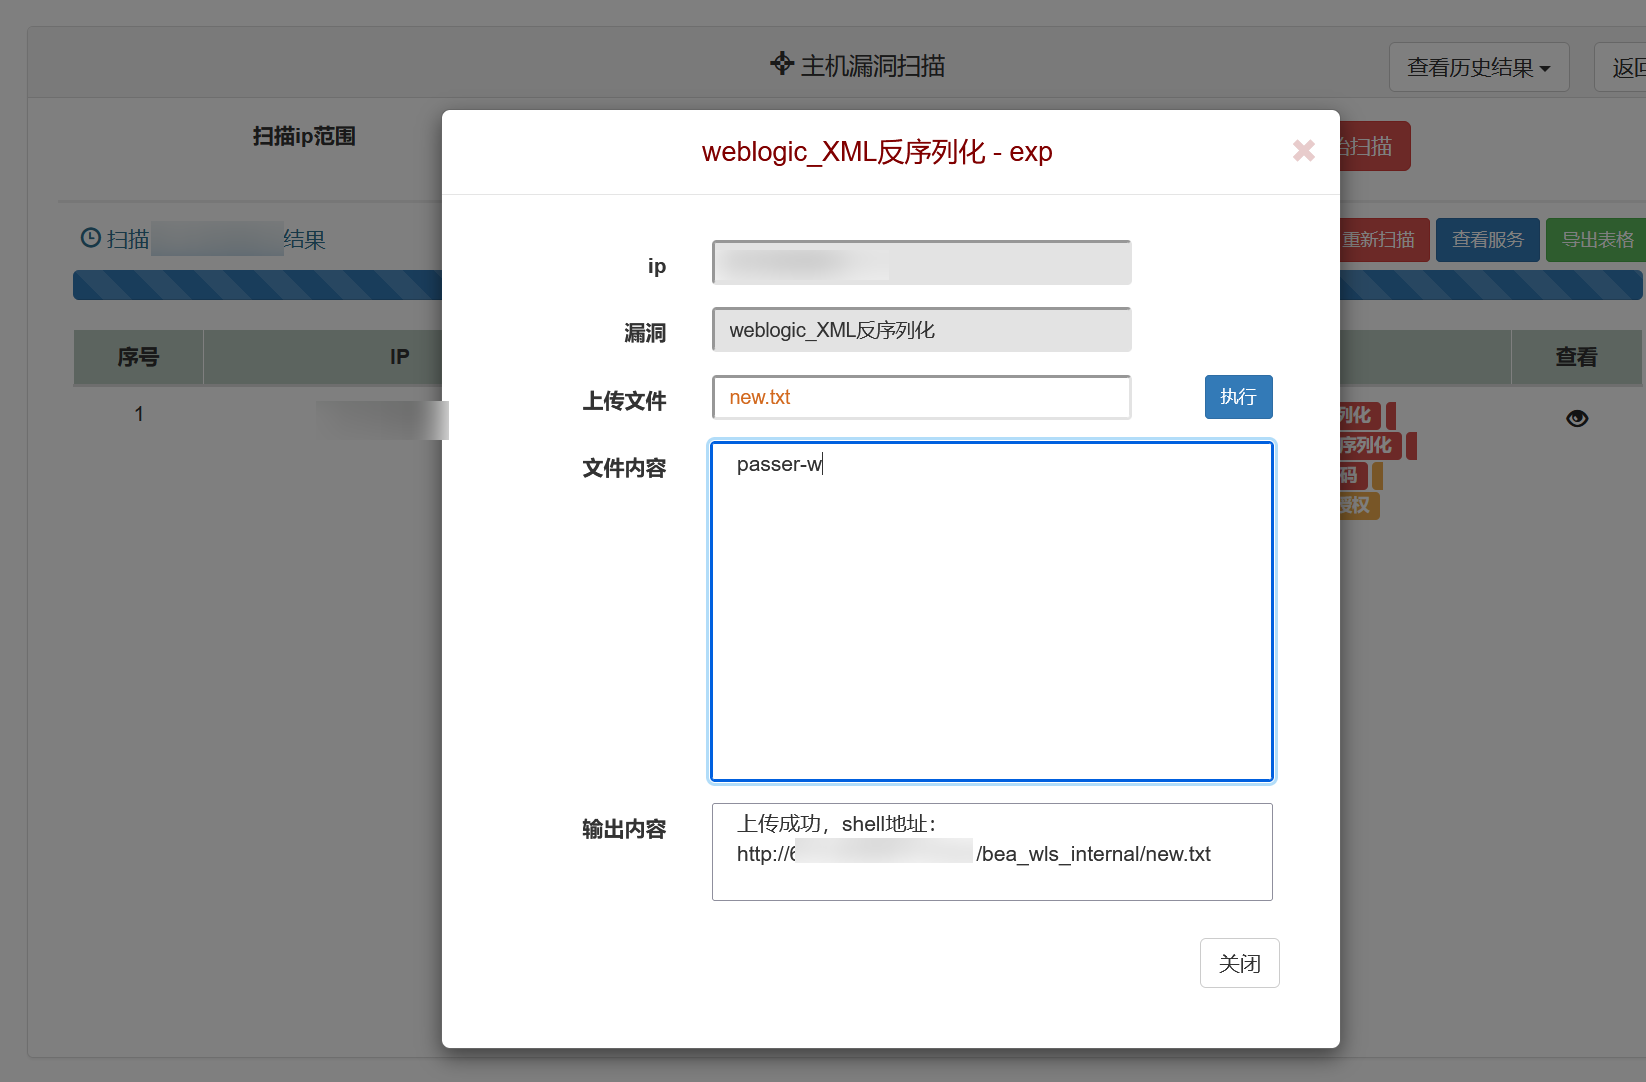 主机漏洞扫描
查看历史结果
返回
扫描ip范围
weblogic_XML反序列化 - exp
始扫描
扫描
结果
重新扫描
查看服务
导出表格
ip
漏洞
weblogic_XML反序列化
序号
IP
查看
上传文件
new.txt
执行
1
列化
序列化
码
授权
文件内容
passer-w
输出内容
上传成功，shell地址：
http://6 /bea_wls_internal/new.txt
关闭